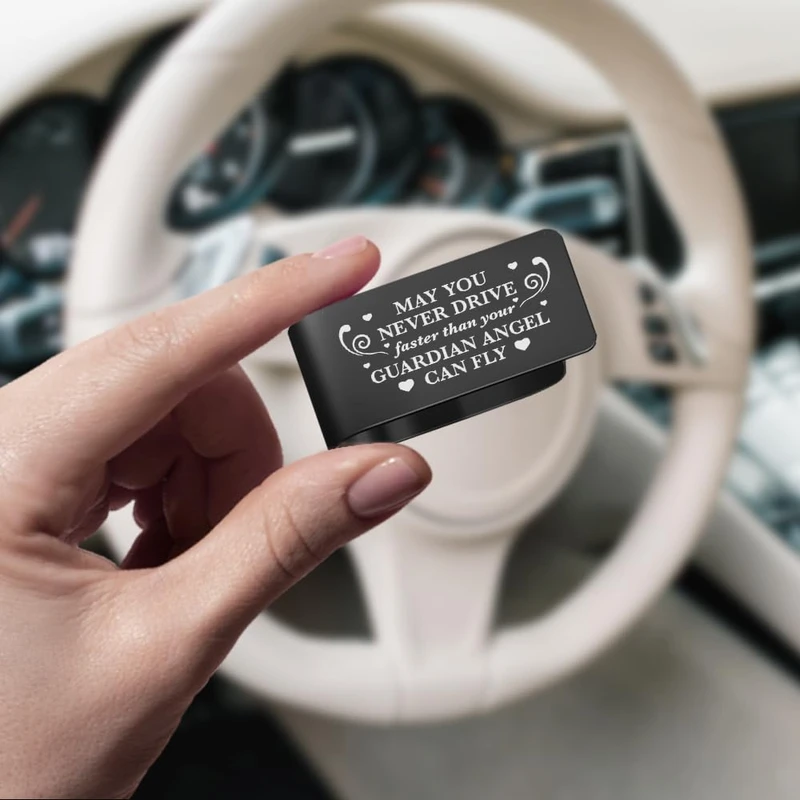 MAY YOU
NEVER DRIVE
faster than your
GUARDIAN ANGEL
CAN FLY